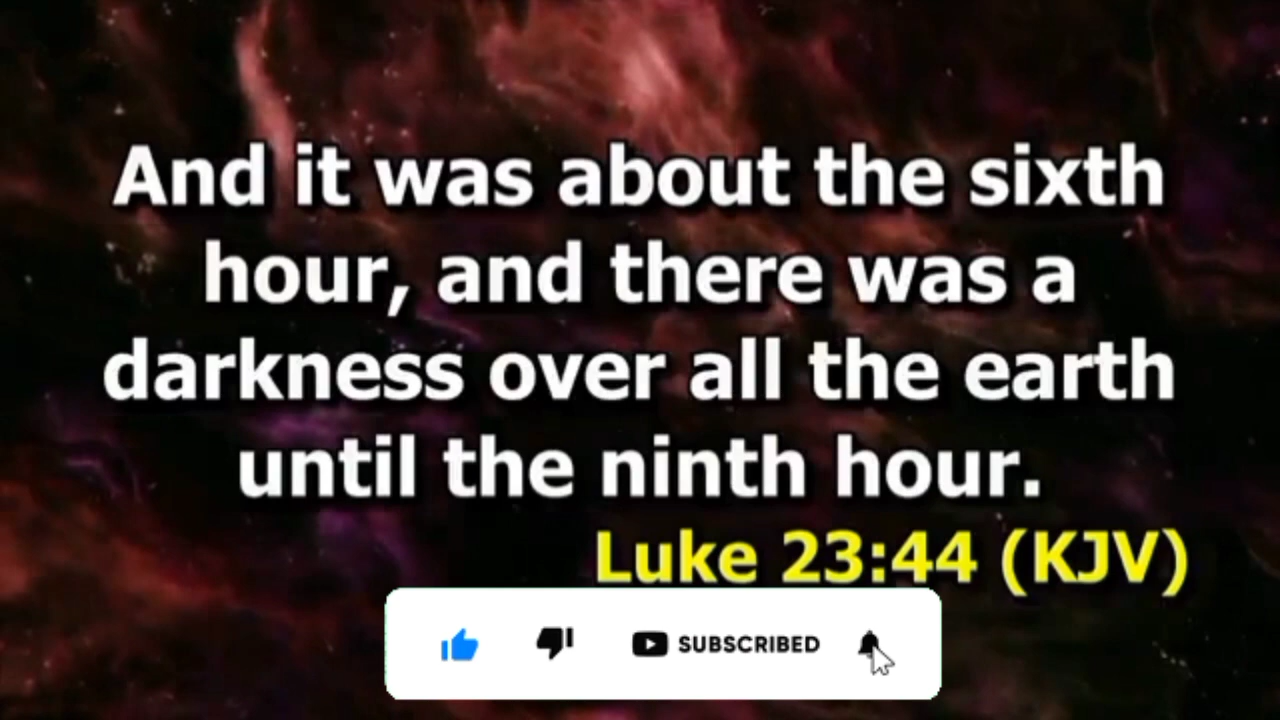 And it was about the sixth
hour, and there was a
darkness over all the earth
until the ninth hour.
Luke 23:44 (KJV)
SUBSCRIBED